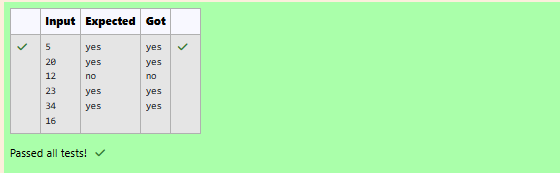 Input Expected Got
5 yes yes
20 yes yes
12 no no
23 yes yes
34 yes yes
16
Passed all tests!